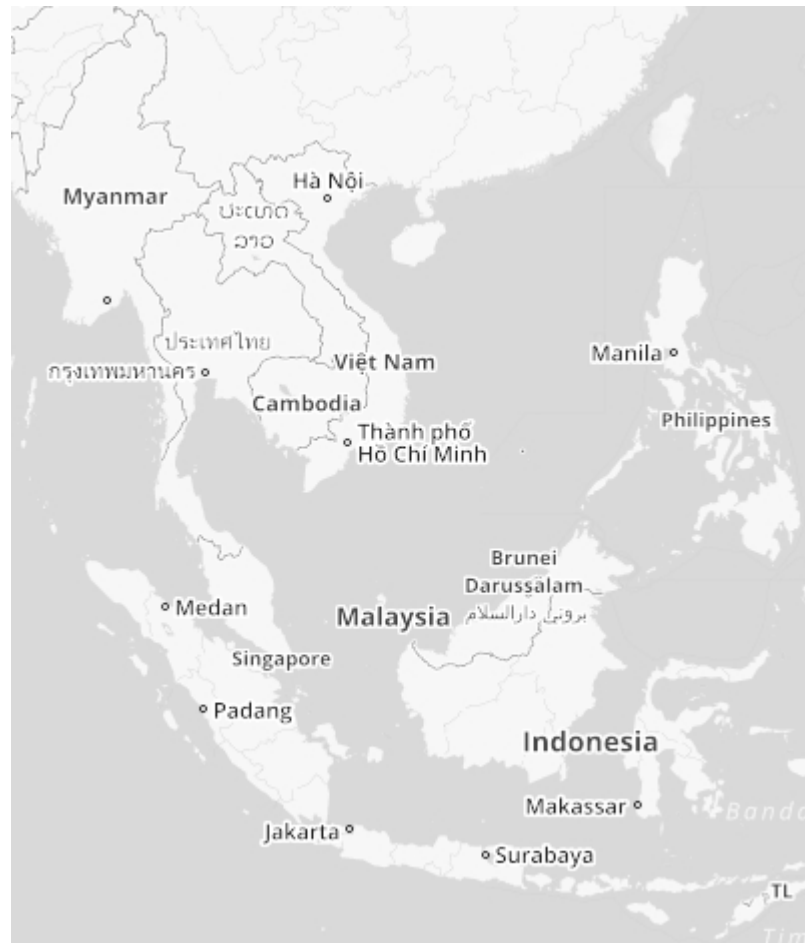 Hà Nội
Myanmar
ປະເທດ
ລາວ
ประเทศไทย
Việt Nam
Manila
กรุงเทพมหานคร
Cambodia
Philippines
Thành phố
Hồ Chí Minh
Brunei
Darussalam
بروني دارالسلام
Medan
Malaysia
Singapore
Padang
Indonesia
Makassar
Banda
Jakarta
Surabaya
TL
Tim